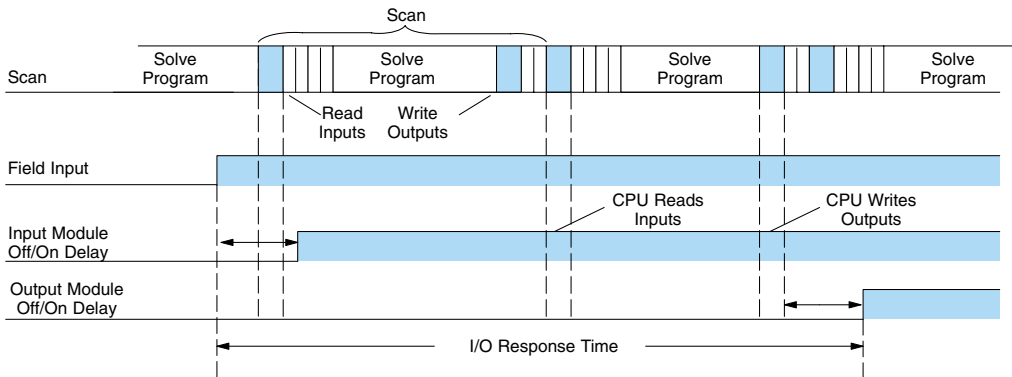 Scan
Scan
Solve
Program
Solve
Program
Solve
Program
Solve
Program
Read
Inputs
Write
Outputs
Field Input
CPU Reads
Inputs
CPU Writes
Outputs
Input Module
Off/On Delay
Output Module
Off/On Delay
I/O Response Time